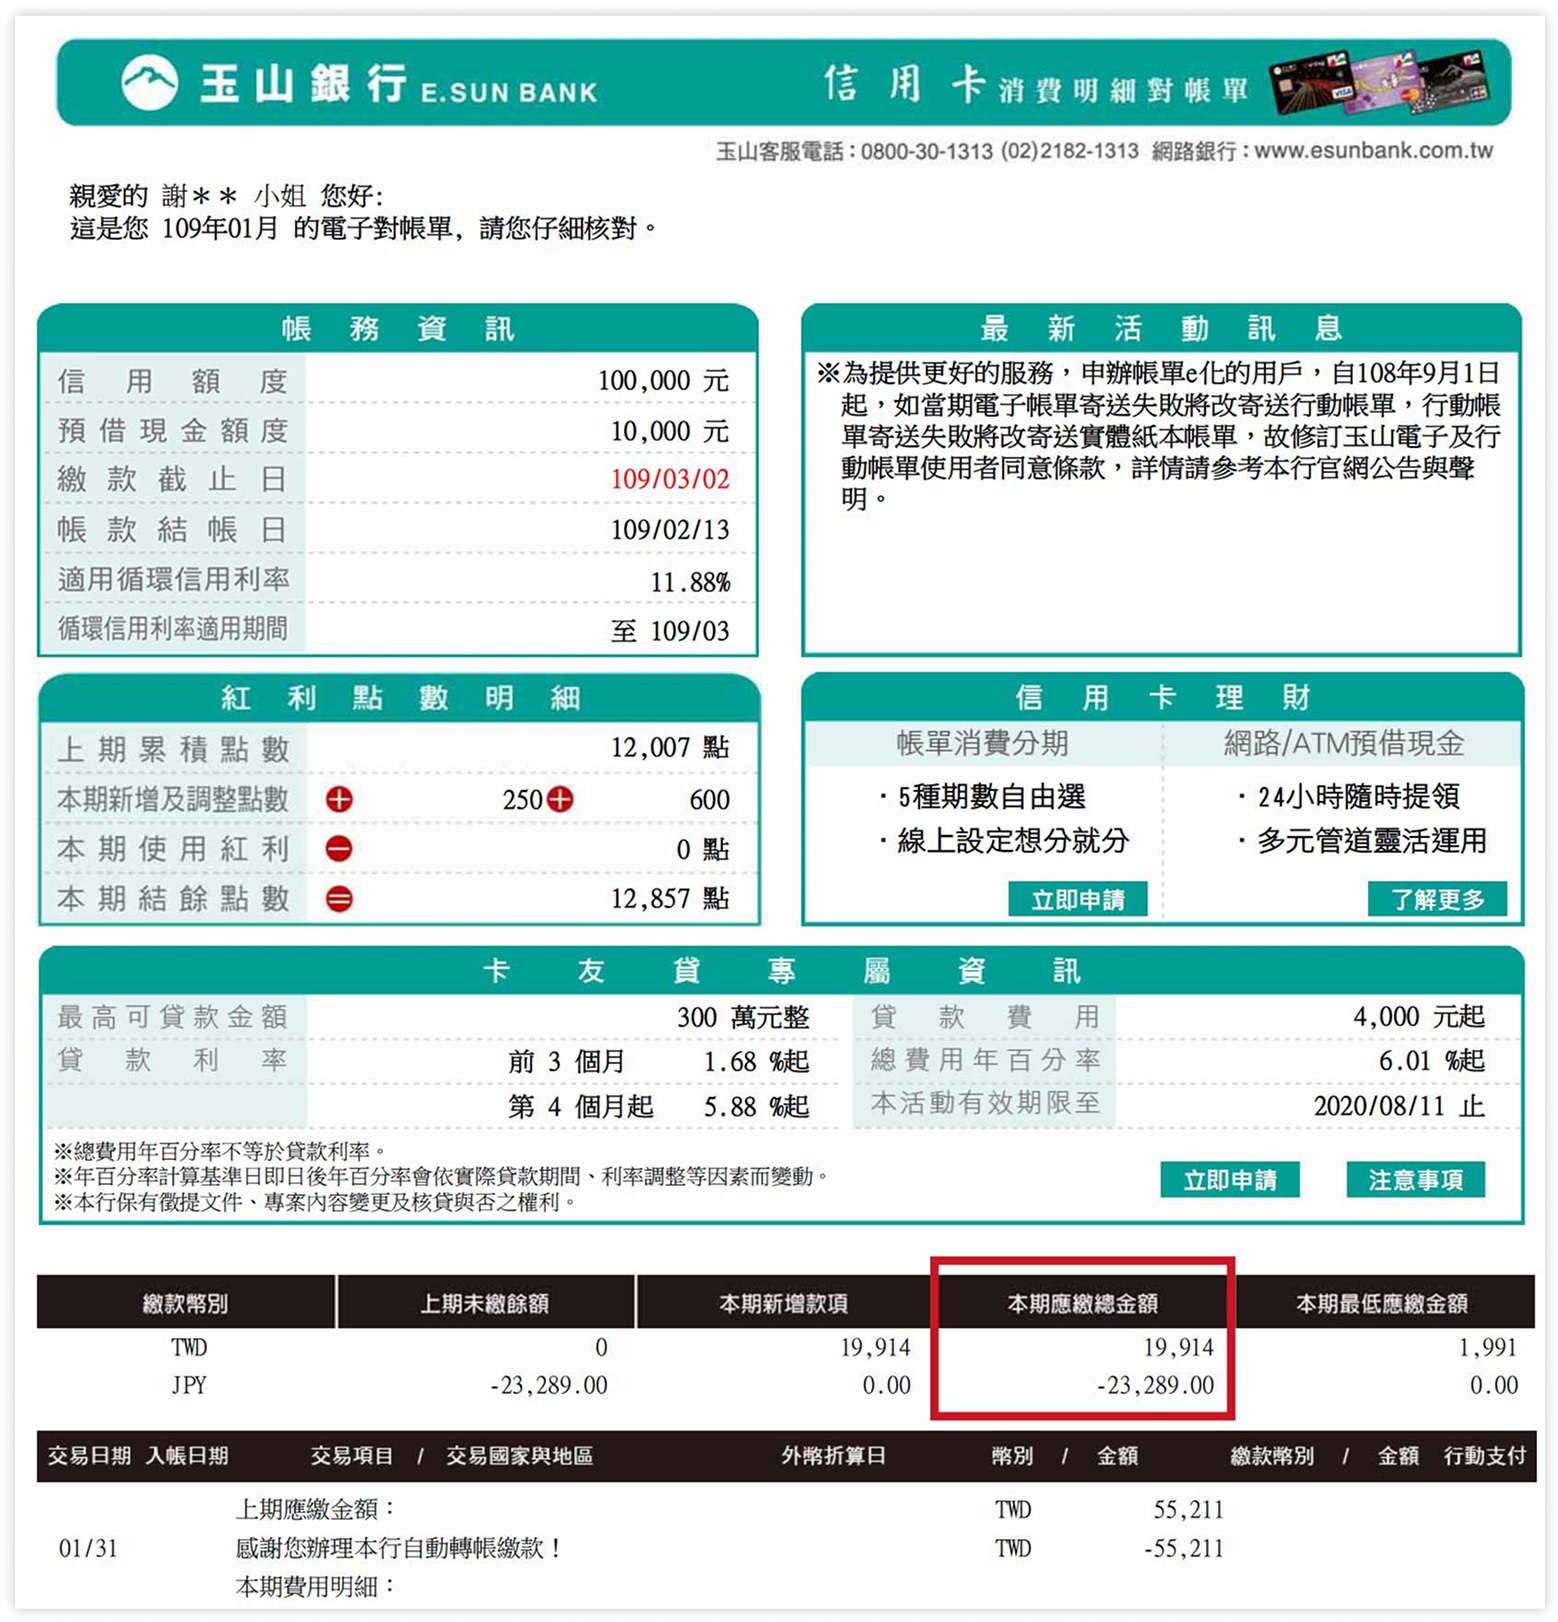 玉山銀行 E.SUN BANK 信用卡消費明細對帳單
玉山客服電話：0800-30-1313 (02)2182-1313 網路銀行：www.esunbank.com.tw
親愛的 謝＊＊ 小姐 您好:
這是您 109年01月 的電子對帳單, 請您仔細核對。
帳務資訊
信用額度 100,000 元
預借現金額度 10,000 元
繳款截止日 109/03/02
帳款結帳日 109/02/13
適用循環信用利率 11.88%
循環信用利率適用期間 至 109/03
最新活動訊息
※為提供更好的服務，申辦帳單e化的用戶，自108年9月1日
起，如當期電子帳單寄送失敗將改寄送行動帳單，行動帳
單寄送失敗將改寄送實體紙本帳單，故修訂玉山電子及行
動帳單使用者同意條款，詳情請參考本行官網公告與聲
明。
紅利點數明細
上期累積點數 12,007 點
本期新增及調整點數 + 250 + 600
本期使用紅利 − 0 點
本期結餘點數 = 12,857 點
信用卡理財
帳單消費分期 網路/ATM預借現金
・5種期數自由選 ・24小時隨時提領
・線上設定想分就分 ・多元管道靈活運用
立即申請 了解更多
卡友貸專屬資訊
最高可貸款金額 300 萬元整 貸款費用 4,000 元起
貸款利率 前 3 個月 1.68 %起 總費用年百分率 6.01 %起
第 4 個月起 5.88 %起 本活動有效期限至 2020/08/11 止
※總費用年百分率不等於貸款利率。
※年百分率計算基準日即日後年百分率會依實際貸款期間、利率調整等因素而變動。
※本行保有徵提文件、專案內容變更及核貸與否之權利。
立即申請 注意事項
繳款幣別 上期未繳餘額 本期新增款項 本期應繳總金額 本期最低應繳金額
TWD 0 19,914 19,914 1,991
JPY -23,289.00 0.00 -23,289.00 0.00
交易日期 入帳日期 交易項目 / 交易國家與地區 外幣折算日 幣別 / 金額 繳款幣別 / 金額 行動支付
上期應繳金額： TWD 55,211
01/31 感謝您辦理本行自動轉帳繳款！ TWD -55,211
本期費用明細：